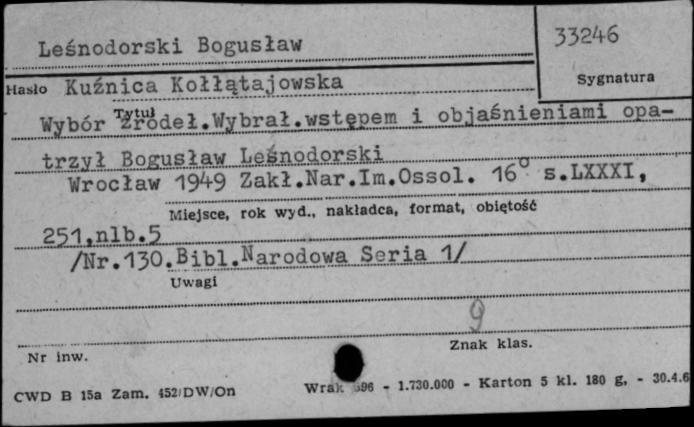 Leśnodorski Bogusław
33246
Sygnatura
Hasło Kuźnica Kołłątajowska
Tytuł
Wybór źródeł.Wybrał.wstępem i objaśnieniami opa-
trzył Bogusław Leśnodorski
Wrocław 1949 Zakł.Nar.Im.Ossol. 16° s.LXXXI,
Miejsce, rok wyd., nakładca, format, objętość
251,nlb.5
/Nr.130.Bibl.Narodowa Seria 1/
Uwagi
9
Nr inw.
Znak klas.
CWD B 15a Zam. 452/DW/On
96 - 1.730.000 - Karton 5 kl. 180 g, - 30.4.6